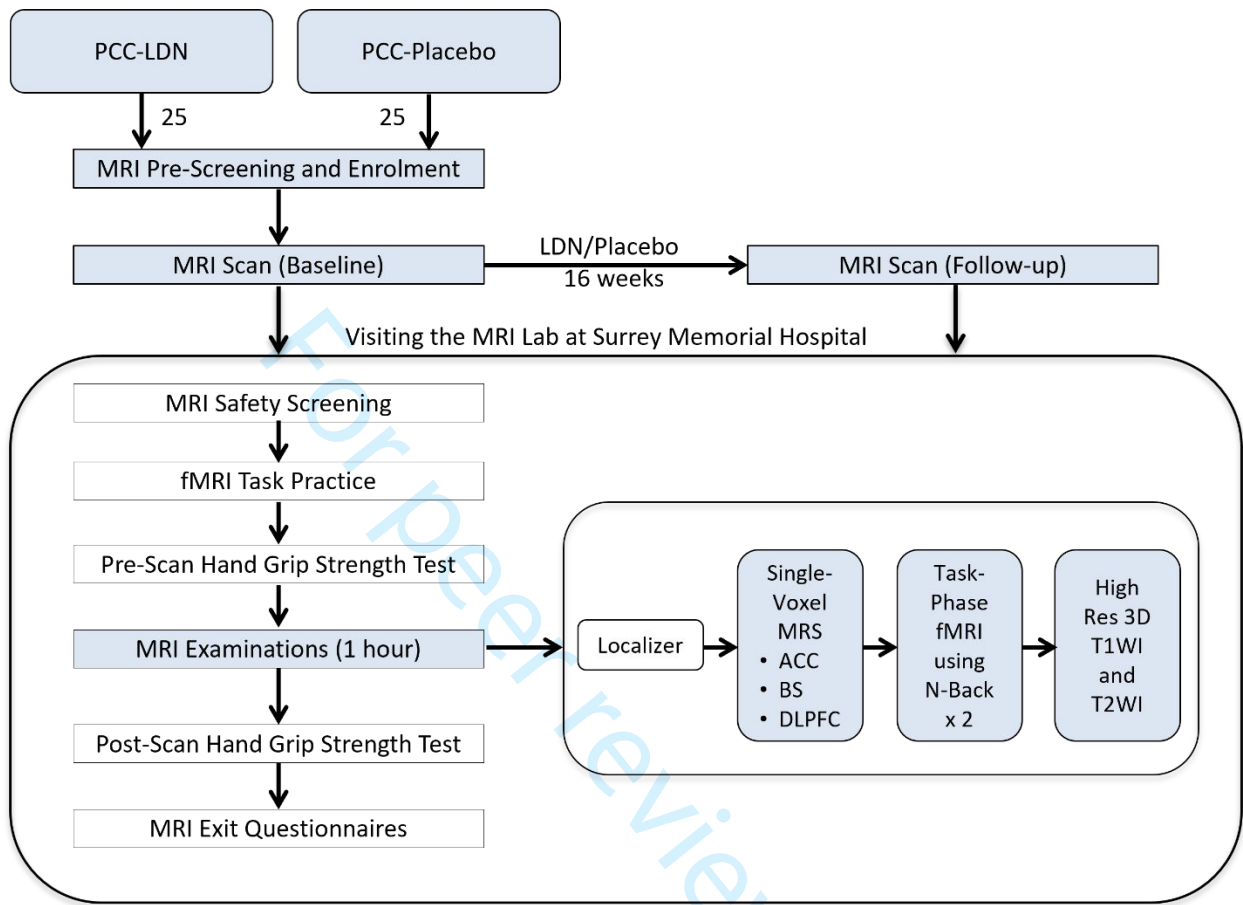 PCC-LDN
PCC-Placebo
25
25
MRI Pre-Screening and Enrolment
MRI Scan (Baseline)
LDN/Placebo
16 weeks
MRI Scan (Follow-up)
Visiting the MRI Lab at Surrey Memorial Hospital
MRI Safety Screening
fMRI Task Practice
Pre-Scan Hand Grip Strength Test
MRI Examinations (1 hour)
Post-Scan Hand Grip Strength Test
MRI Exit Questionnaires
Localizer
Single-
Voxel
MRS
• ACC
• BS
• DLPFC
Task-
Phase
fMRI
using
N-Back
x 2
High
Res 3D
T1WI
and
T2WI
For peer review